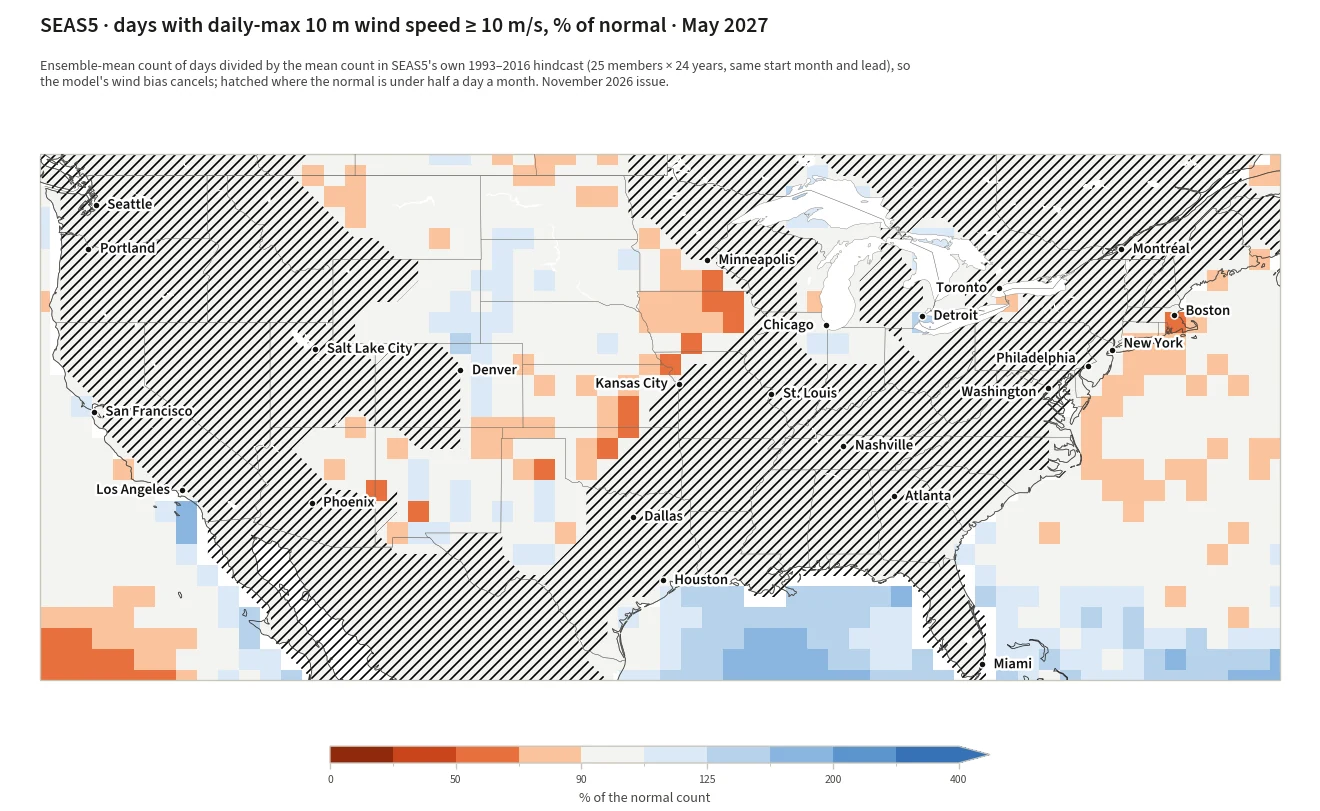 SEAS5 · days with daily-max 10 m wind speed ≥ 10 m/s, % of normal · May 2027
Ensemble-mean count of days divided by the mean count in SEAS5's own 1993–2016 hindcast (25 members × 24 years, same start month and lead), so
the model's wind bias cancels; hatched where the normal is under half a day a month. November 2026 issue.
Seattle
Portland
Montréal
Minneapolis
Toronto
Boston
Detroit
Chicago
New York
Salt Lake City
Philadelphia
Denver
Kansas City
St. Louis
Washington
San Francisco
Nashville
Los Angeles
Phoenix
Atlanta
Dallas
Houston
Miami
0 50 90 125 200 400
% of the normal count